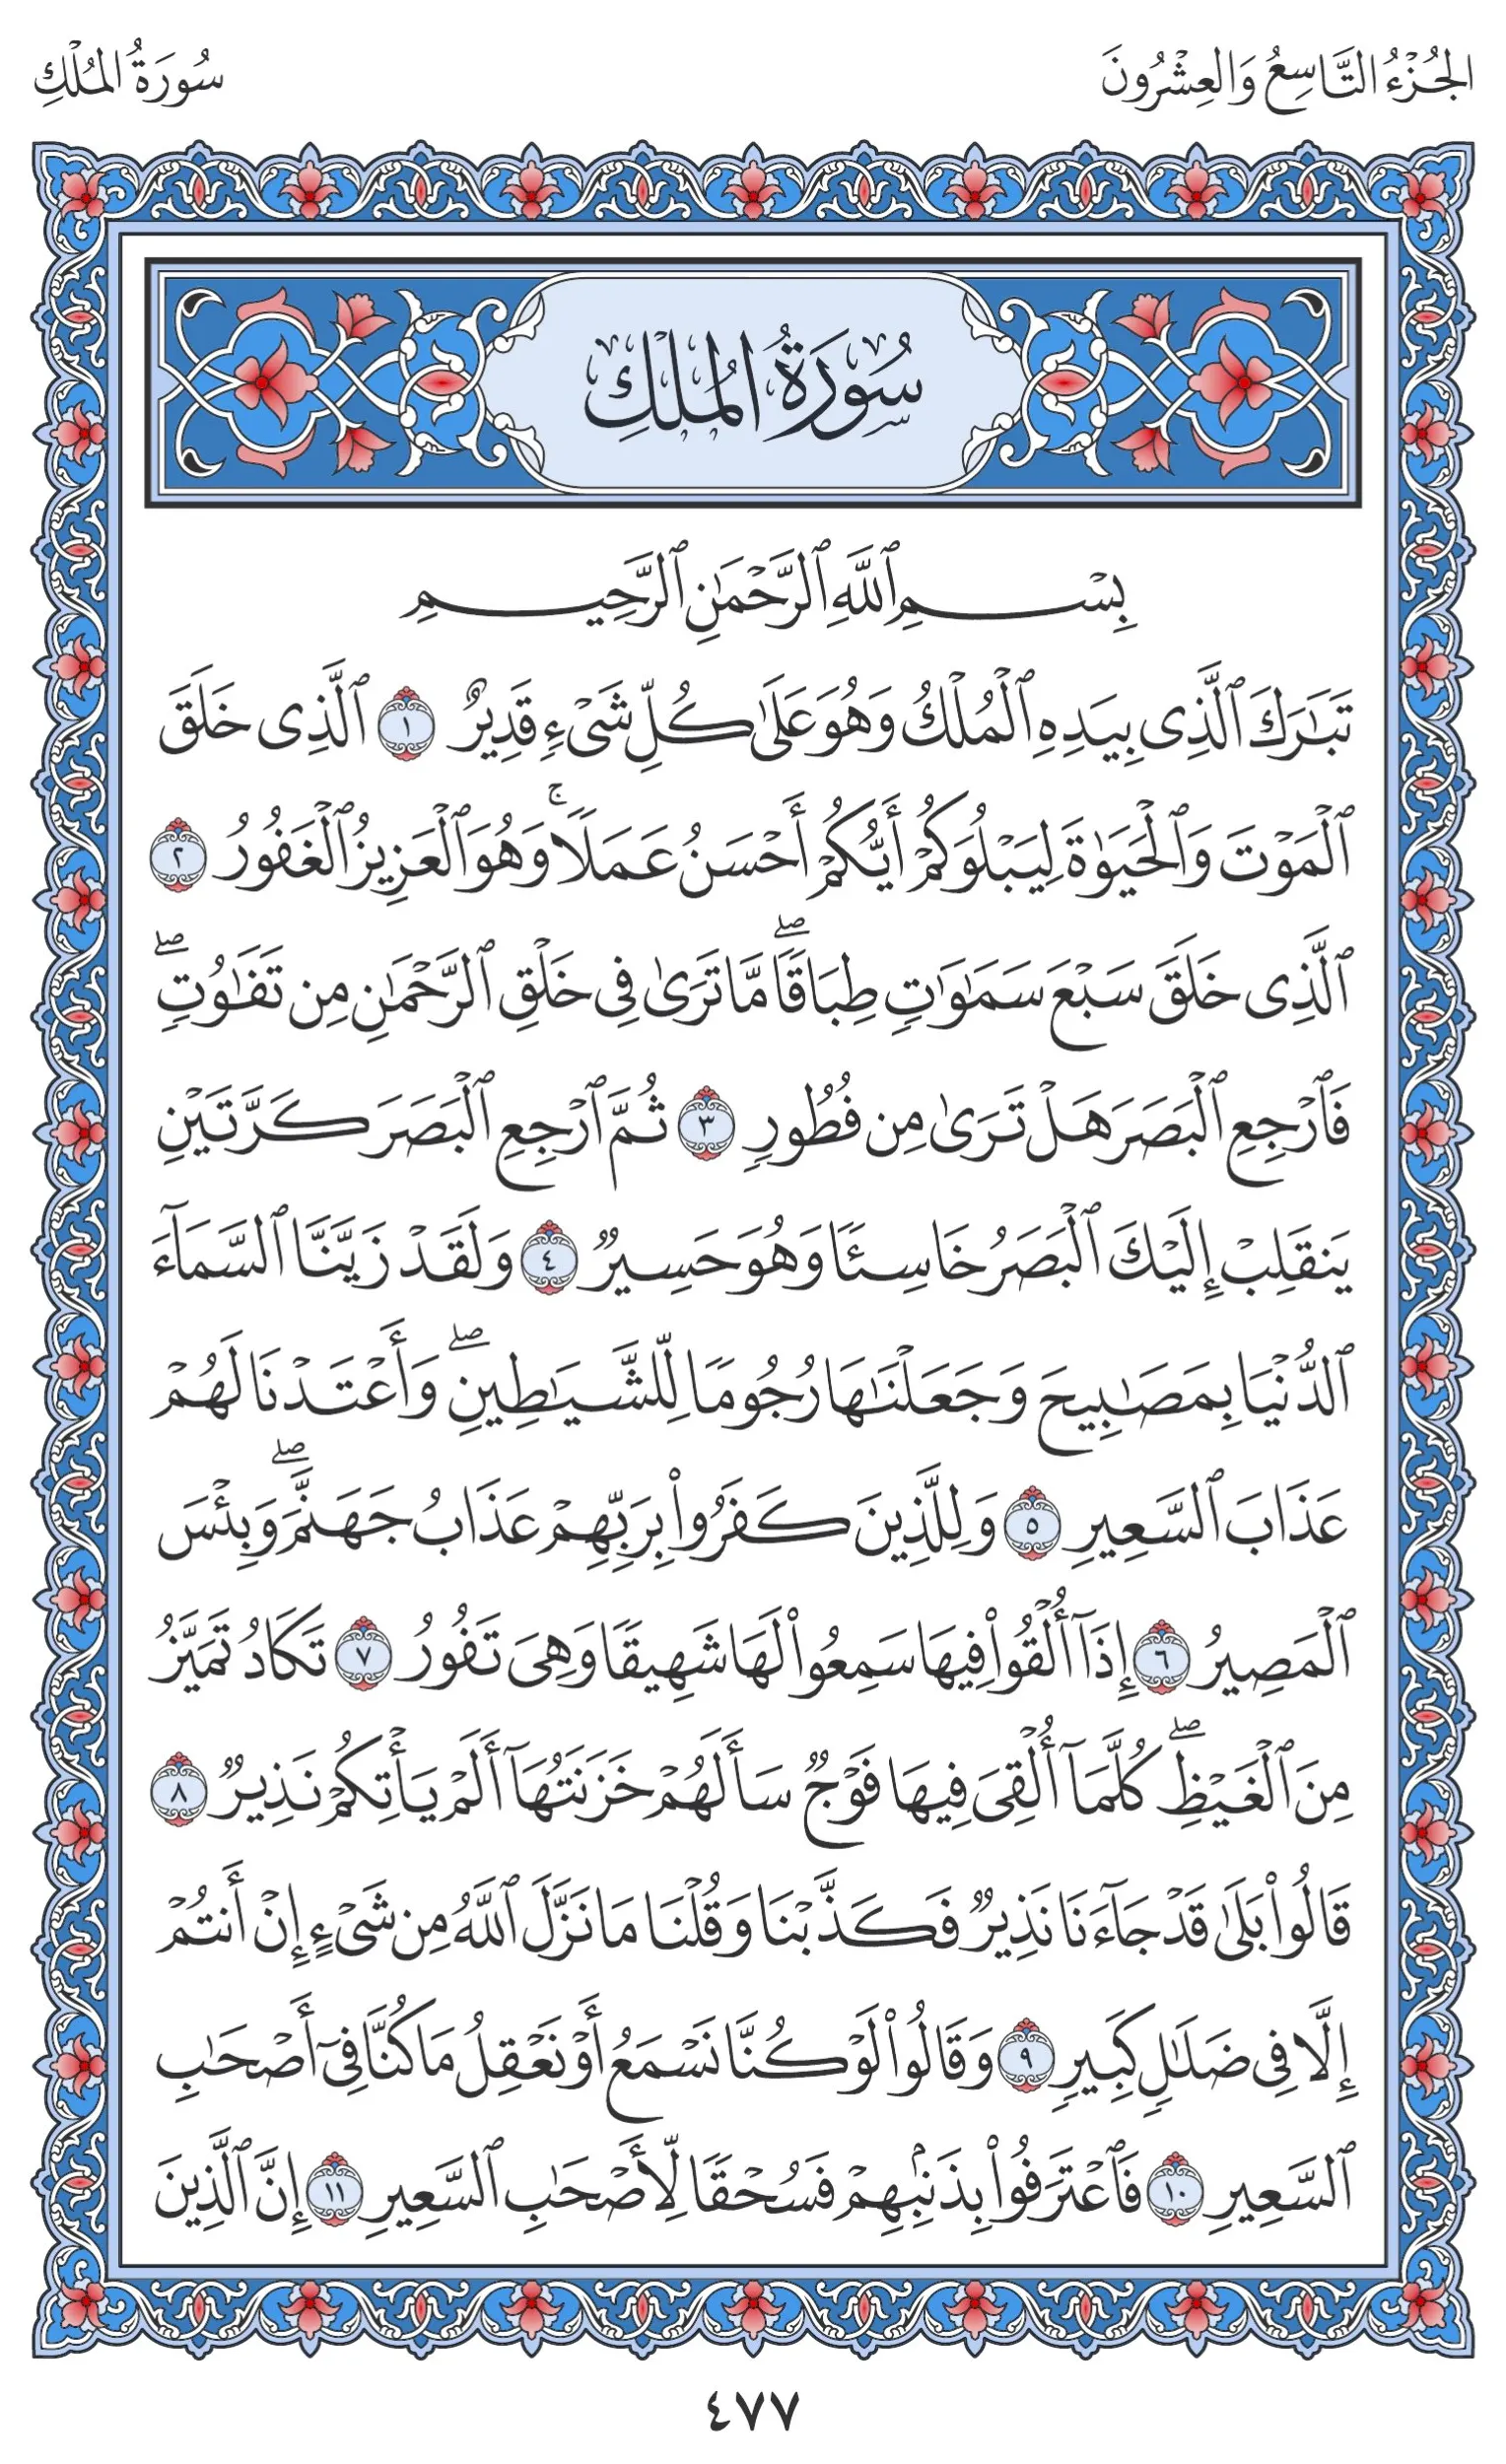 الجُزْءُ التَّاسِعُ وَالعِشْرُونَ
سُورَةُ المُلْكِ
سُورَةُ المُلْكِ
بِسْمِ ٱللَّهِ ٱلرَّحْمَٰنِ ٱلرَّحِيمِ
تَبَٰرَكَ ٱلَّذِى بِيَدِهِ ٱلْمُلْكُ وَهُوَ عَلَىٰ كُلِّ شَىْءٍ قَدِيرٌ ١ ٱلَّذِى خَلَقَ
ٱلْمَوْتَ وَٱلْحَيَوٰةَ لِيَبْلُوَكُمْ أَيُّكُمْ أَحْسَنُ عَمَلًاۚ وَهُوَ ٱلْعَزِيزُ ٱلْغَفُورُ ٢
ٱلَّذِى خَلَقَ سَبْعَ سَمَٰوَٰتٍ طِبَاقًاۖ مَّا تَرَىٰ فِى خَلْقِ ٱلرَّحْمَٰنِ مِن تَفَٰوُتٍۖ
فَٱرْجِعِ ٱلْبَصَرَ هَلْ تَرَىٰ مِن فُطُورٍ ٣ ثُمَّ ٱرْجِعِ ٱلْبَصَرَ كَرَّتَيْنِ
يَنقَلِبْ إِلَيْكَ ٱلْبَصَرُ خَاسِئًا وَهُوَ حَسِيرٌ ٤ وَلَقَدْ زَيَّنَّا ٱلسَّمَآءَ
ٱلدُّنْيَا بِمَصَٰبِيحَ وَجَعَلْنَٰهَا رُجُومًا لِّلشَّيَٰطِينِۖ وَأَعْتَدْنَا لَهُمْ
عَذَابَ ٱلسَّعِيرِ ٥ وَلِلَّذِينَ كَفَرُوا۟ بِرَبِّهِمْ عَذَابُ جَهَنَّمَۖ وَبِئْسَ
ٱلْمَصِيرُ ٦ إِذَآ أُلْقُوا۟ فِيهَا سَمِعُوا۟ لَهَا شَهِيقًا وَهِىَ تَفُورُ ٧ تَكَادُ تَمَيَّزُ
مِنَ ٱلْغَيْظِۖ كُلَّمَآ أُلْقِىَ فِيهَا فَوْجٌ سَأَلَهُمْ خَزَنَتُهَآ أَلَمْ يَأْتِكُمْ نَذِيرٌ ٨
قَالُوا۟ بَلَىٰ قَدْ جَآءَنَا نَذِيرٌ فَكَذَّبْنَا وَقُلْنَا مَا نَزَّلَ ٱللَّهُ مِن شَىْءٍ إِنْ أَنتُمْ
إِلَّا فِى ضَلَٰلٍ كَبِيرٍ ٩ وَقَالُوا۟ لَوْ كُنَّا نَسْمَعُ أَوْ نَعْقِلُ مَا كُنَّا فِىٓ أَصْحَٰبِ
ٱلسَّعِيرِ ١٠ فَٱعْتَرَفُوا۟ بِذَنۢبِهِمْ فَسُحْقًا لِّأَصْحَٰبِ ٱلسَّعِيرِ ١١ إِنَّ ٱلَّذِينَ
٤٧٧